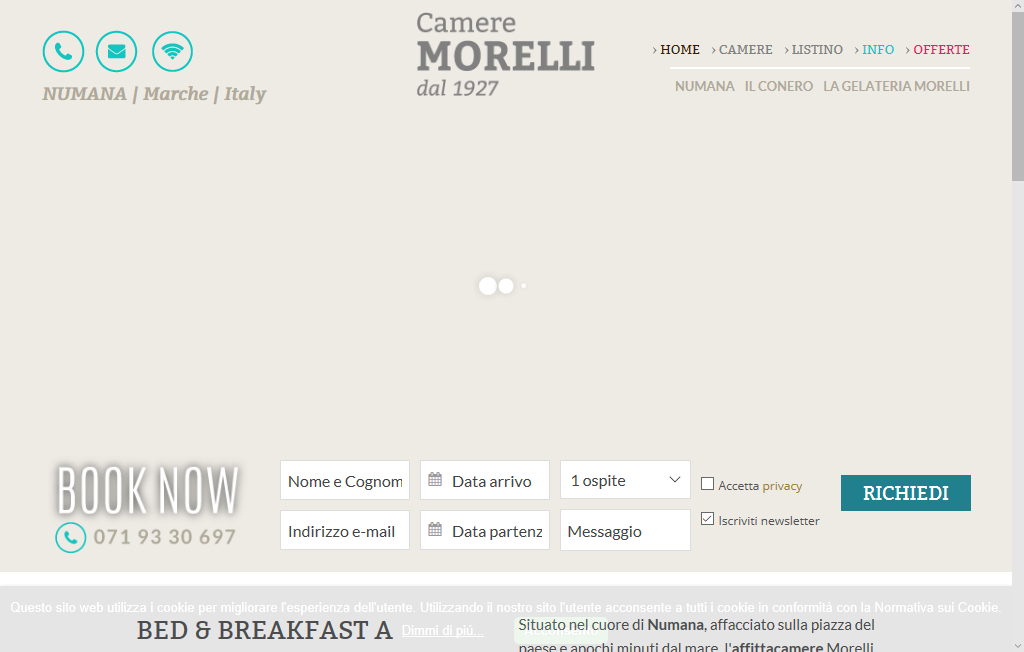 NUMANA | Marche | Italy
Camere
MORELLI
dal 1927
› HOME › CAMERE › LISTINO › INFO › OFFERTE
NUMANA IL CONERO LA GELATERIA MORELLI
BOOK NOW
071 93 30 697
Nome e Cognom
Data arrivo
1 ospite
Indirizzo e-mail
Data partenz
Messaggio
Accetta privacy
Iscriviti newsletter
RICHIEDI
Questo sito web utilizza i cookie per migliorare l'esperienza dell'utente. Utilizzando il nostro sito l'utente acconsente a tutti i cookie in conformità con la Normativa sui Cookie.
Dimmi di più...
BED & BREAKFAST A
Situato nel cuore di Numana, affacciato sulla piazza del
paese e apochi minuti dal mare, l'affittacamere Morelli